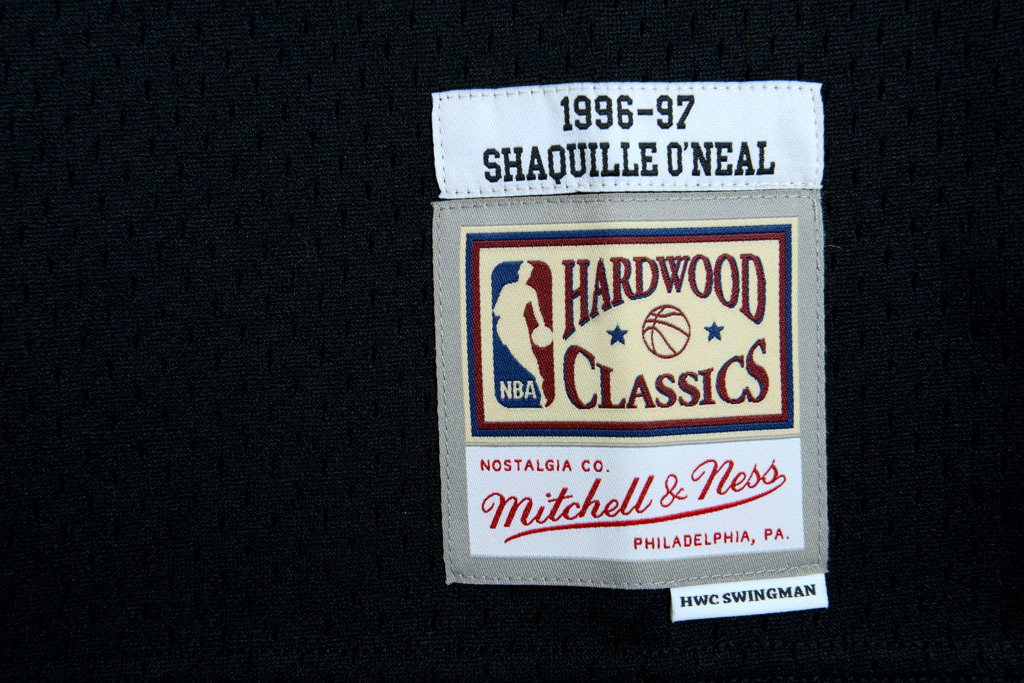 1996-97
SHAQUILLE O'NEAL
HARDWOOD
CLASSICS
NBA
NOSTALGIA CO.
Mitchell & Ness
PHILADELPHIA, PA.
HWC SWINGMAN